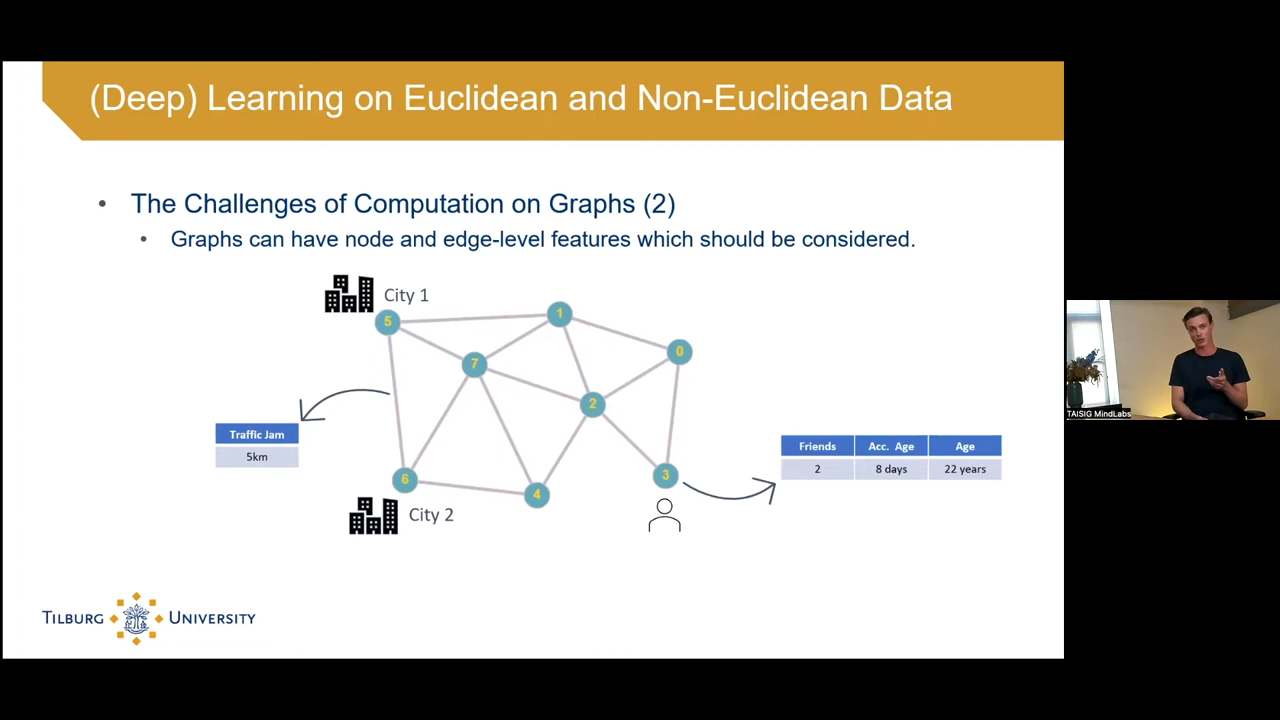 (Deep) Learning on Euclidean and Non-Euclidean Data
• The Challenges of Computation on Graphs (2)
• Graphs can have node and edge-level features which should be considered.
City 1
5
1
0
7
2
Traffic Jam
5km
Friends Acc. Age Age
2 8 days 22 years
6
4
3
City 2
TILBURG UNIVERSITY
TAISIG MindLabs